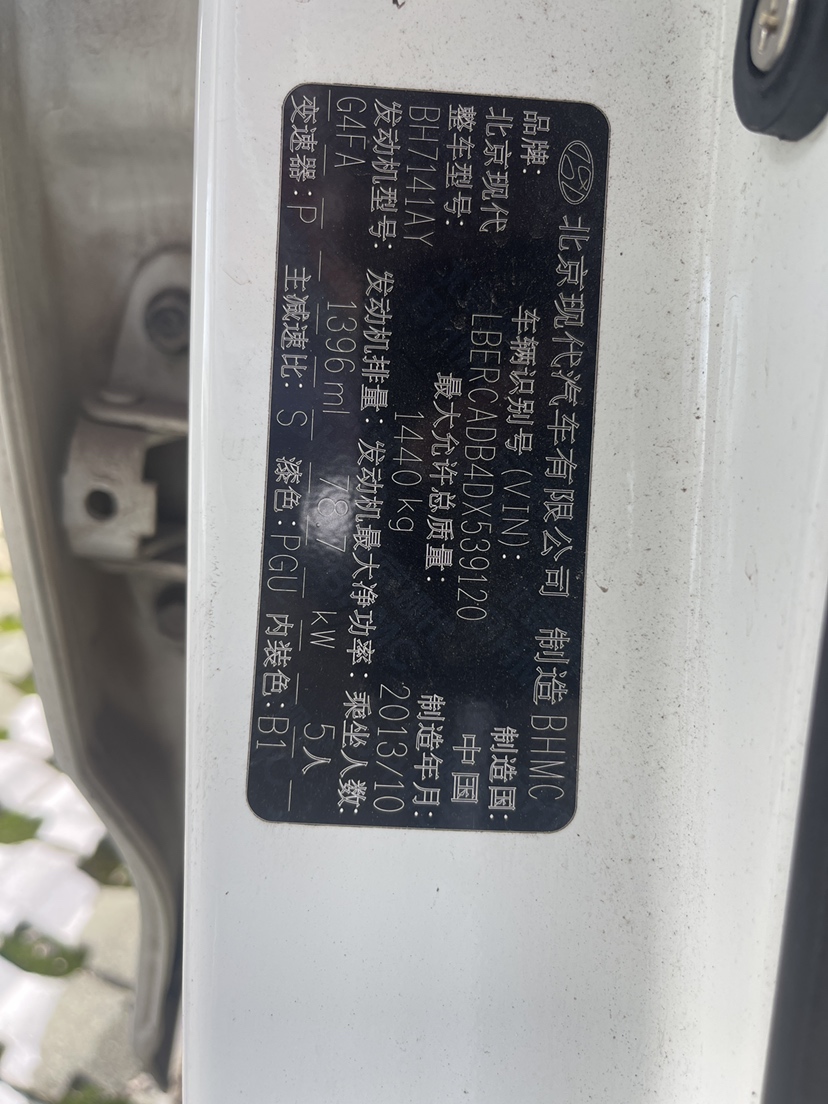 北京现代汽车有限公司 制造 BHMC
品牌: 车辆识别号(VIN): 制造国:
北京现代 LBERCADB4DX539120 中国
整车型号: 最大允许总质量: 制造年月:
BH7141AY 1440 kg 2013/10
发动机型号: 发动机排量: 发动机最大净功率: 乘坐人数:
G4FA 1396 ml 78.7 kW 5人
变速器: P 主减速比: S 漆色: PGU 内装色: B1